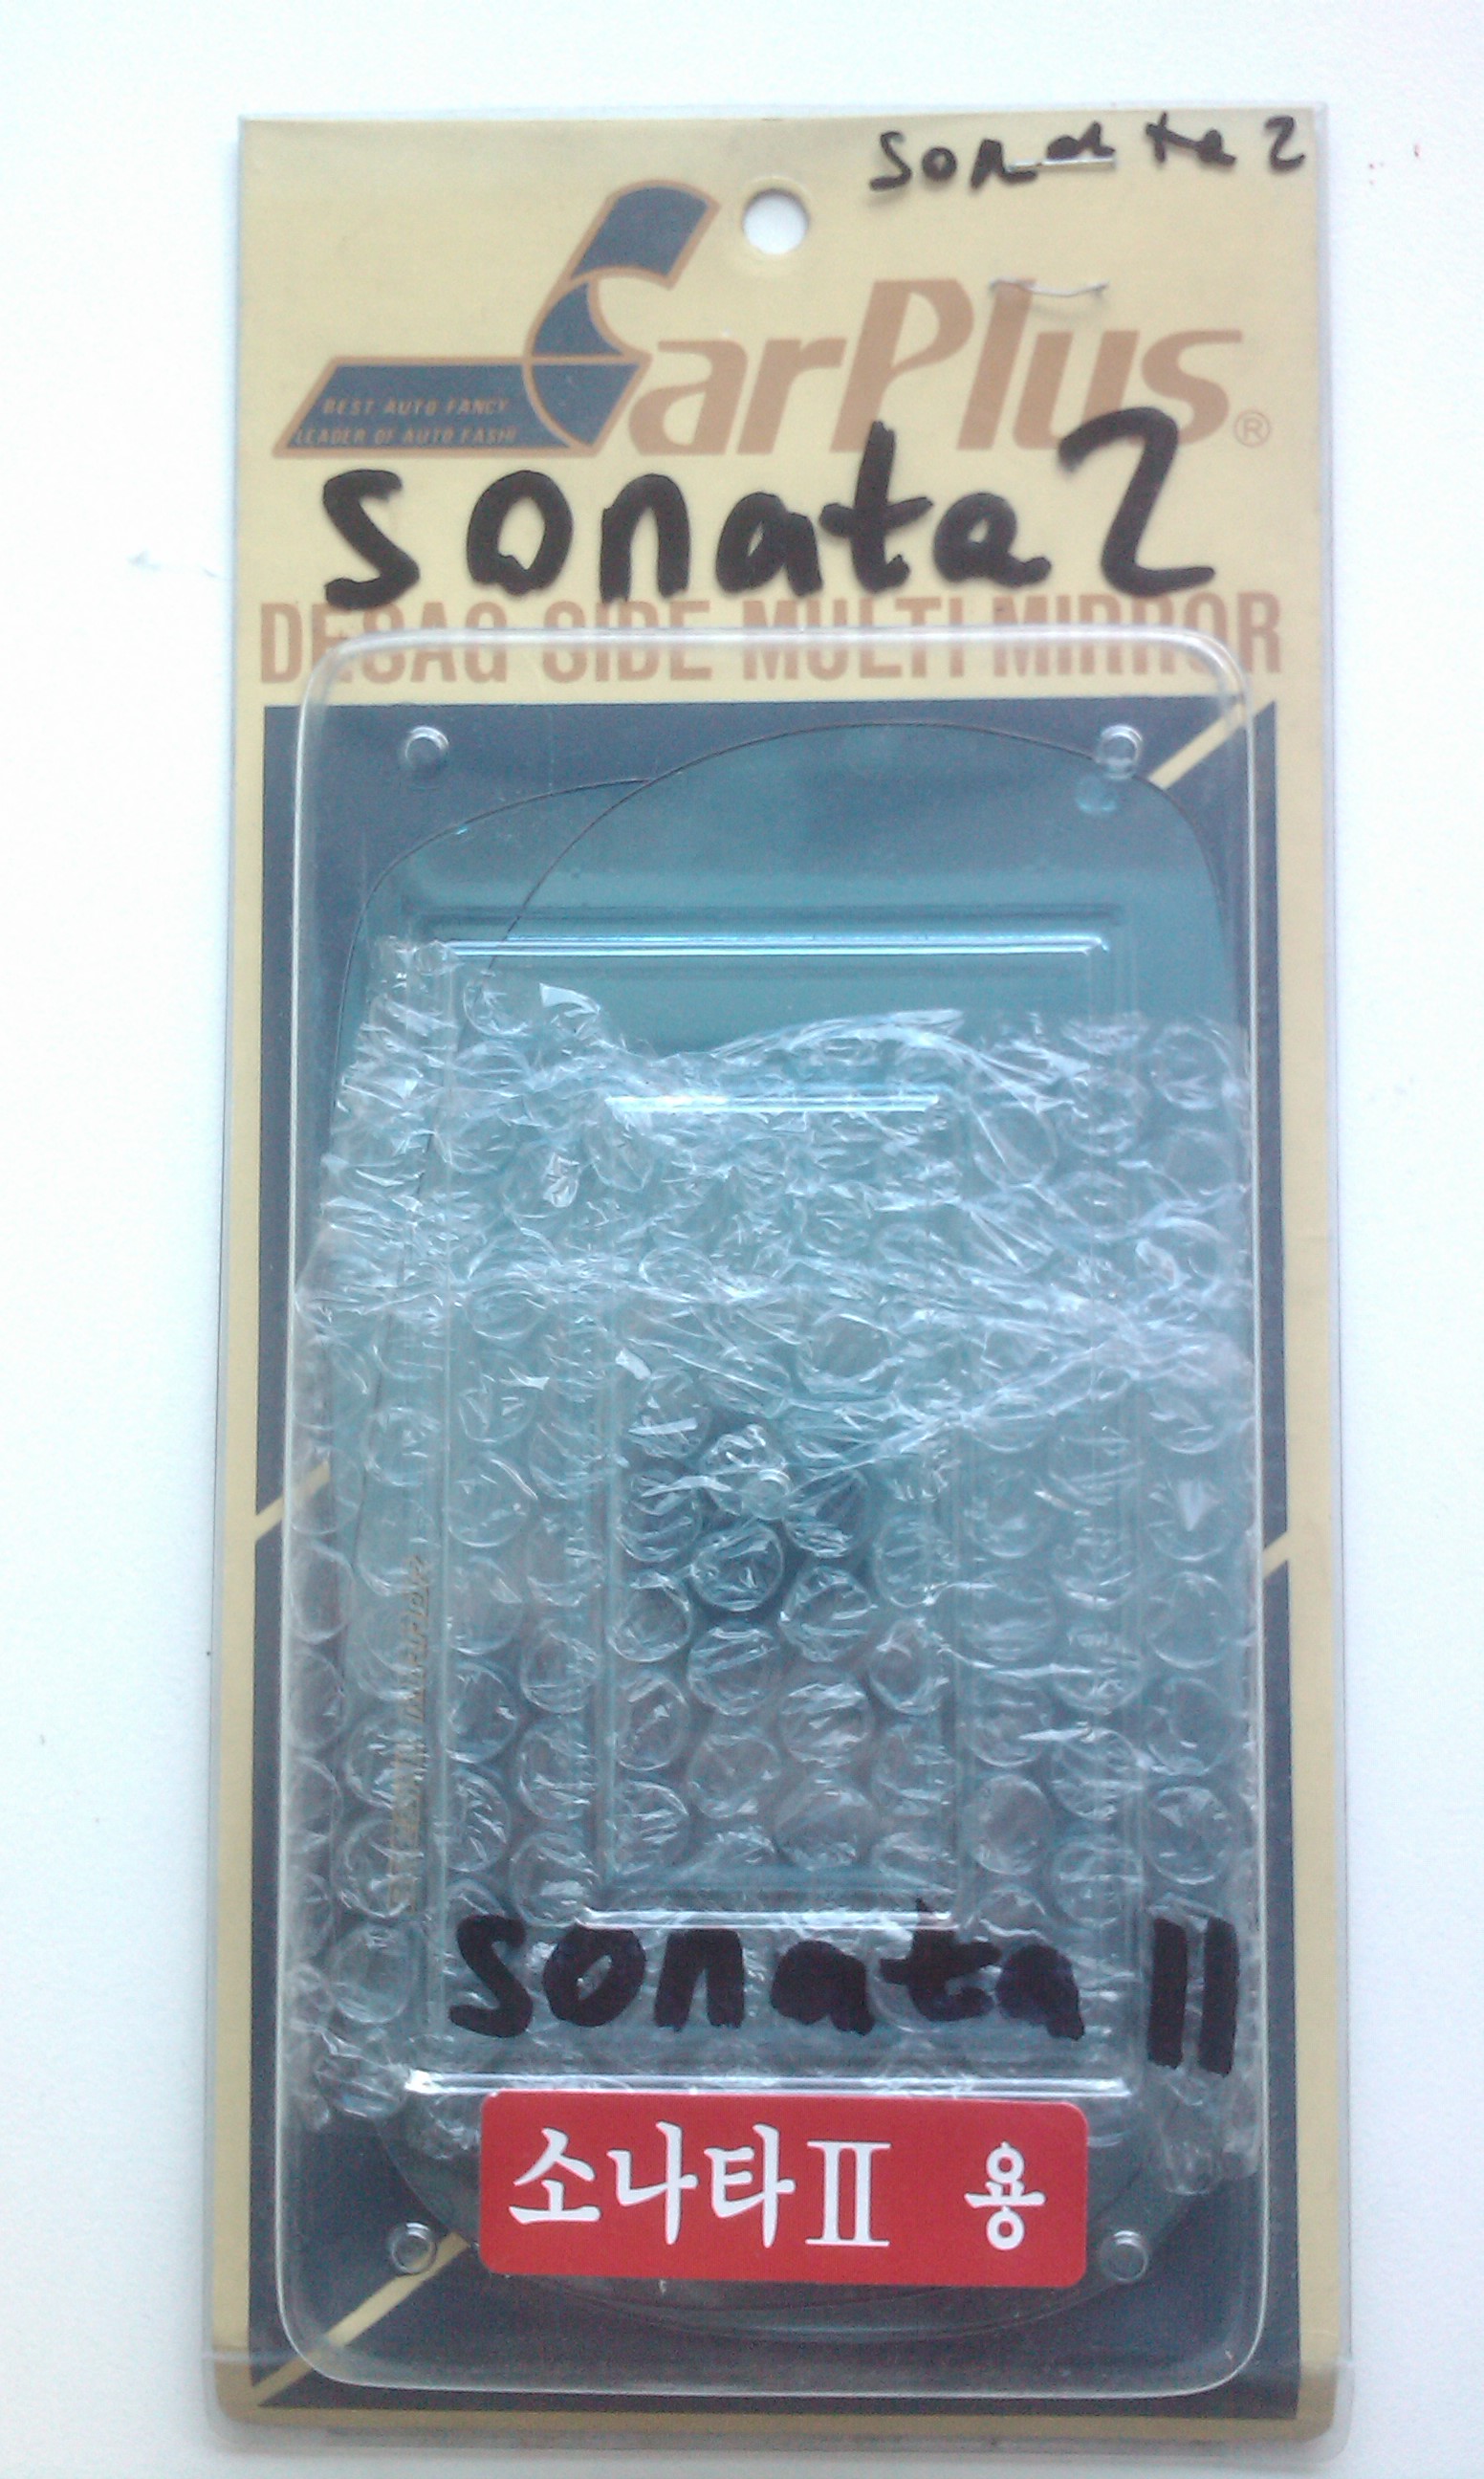 sonata 2
CarPlus®
BEST AUTO FANCY
LEADER OF AUTO FASHI
sonata 2
DESAG SIDE MULTI MIRROR
sonata II
소나타II 용